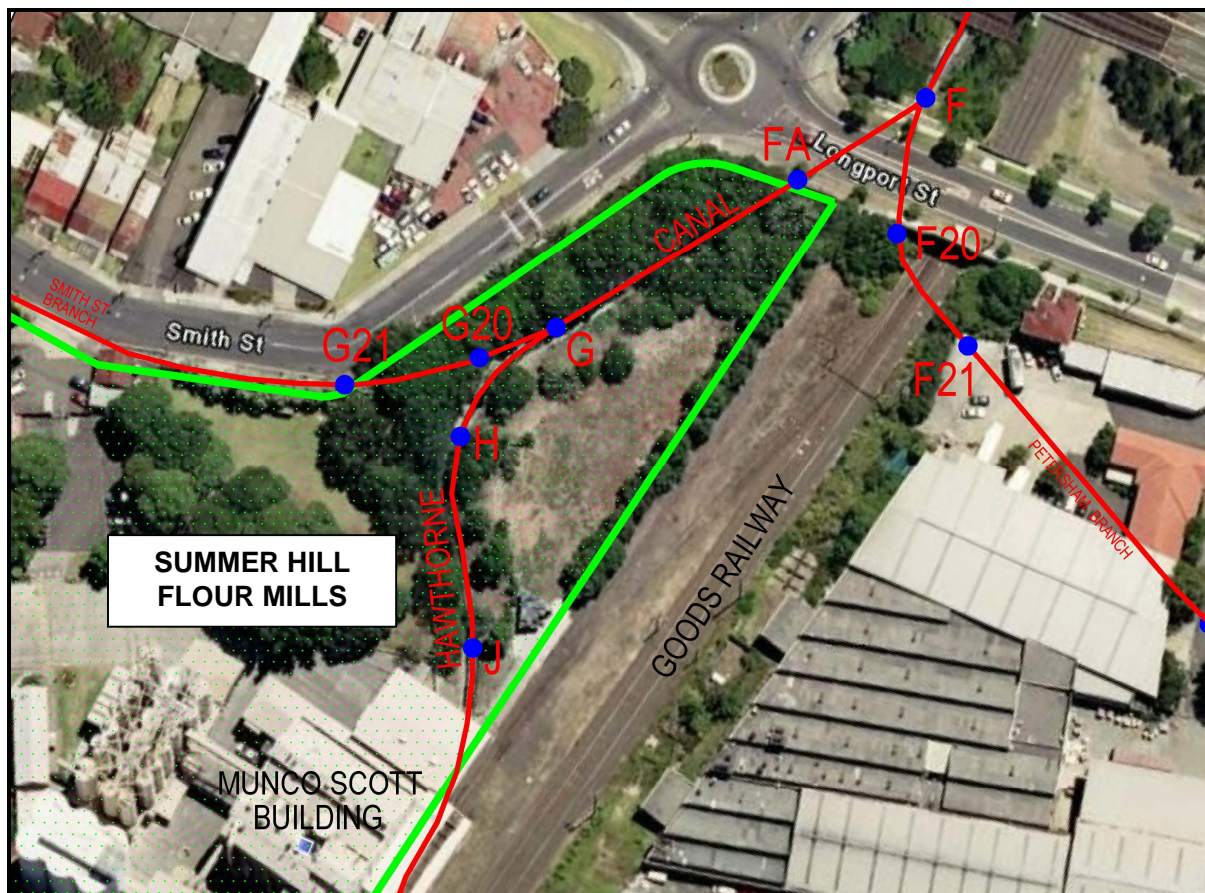 F
FA
Longport St
CANAL
F20
SMITH ST
BRANCH
Smith St
G20
G
G21
F21
H
PETERSHAM BRANCH
HAWTHORNE
GOODS RAILWAY
SUMMER HILL
FLOUR MILLS
J
MUNCO SCOTT
BUILDING